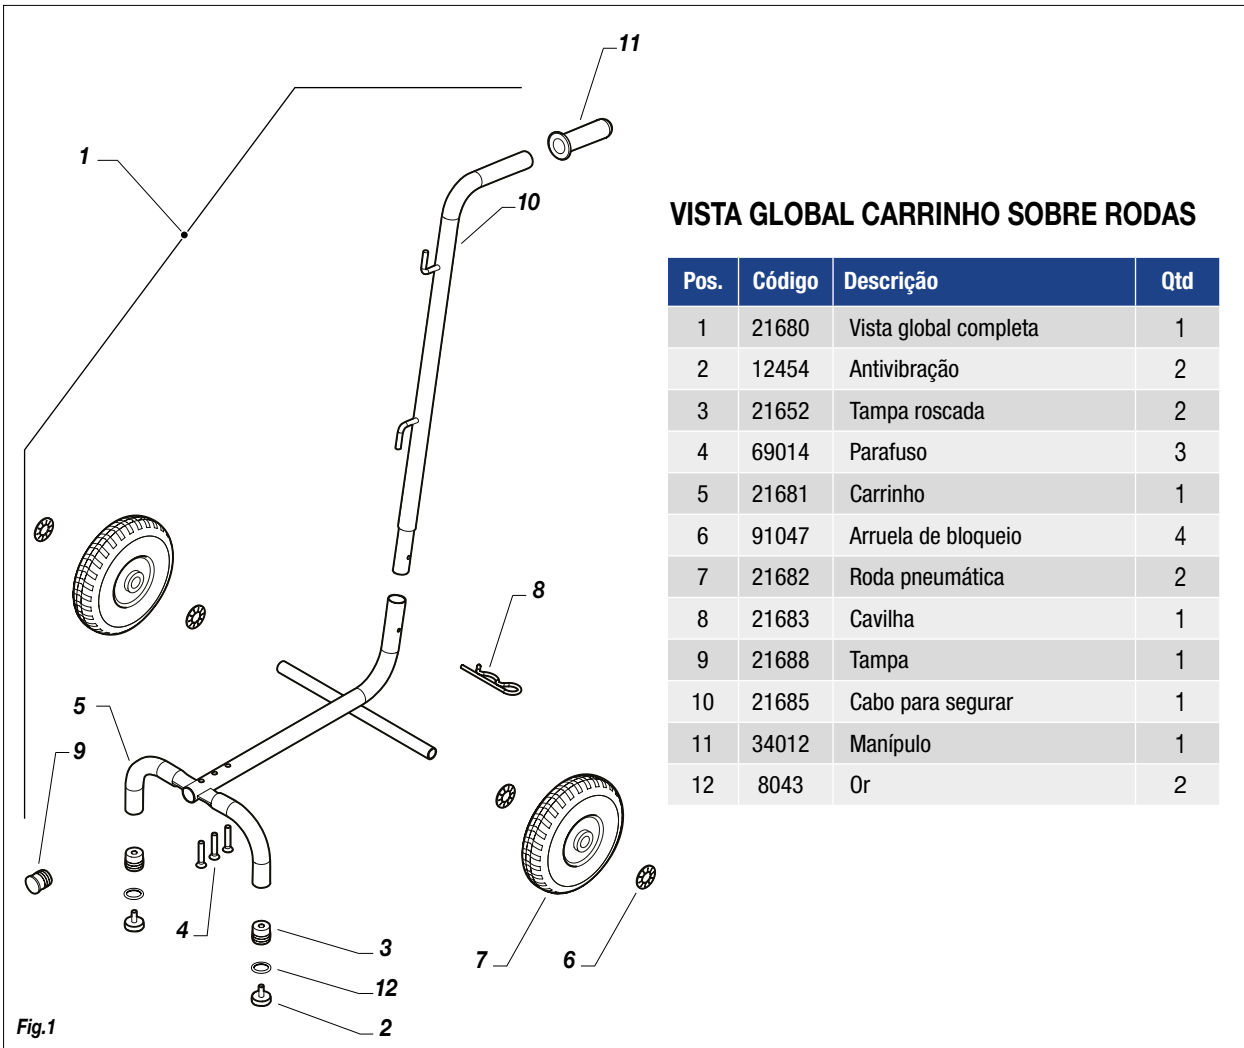 11
1
10
VISTA GLOBAL CARRINHO SOBRE RODAS
Pos. Código Descrição Qtd
1 21680 Vista global completa 1
2 12454 Antivibração 2
3 21652 Tampa roscada 2
4 69014 Parafuso 3
5 21681 Carrinho 1
6 91047 Arruela de bloqueio 4
7 21682 Roda pneumática 2
8 21683 Cavilha 1
9 21688 Tampa 1
10 21685 Cabo para segurar 1
11 34012 Manípulo 1
12 8043 Or 2
8
5
9
4
3
7
6
12
2
Fig.1